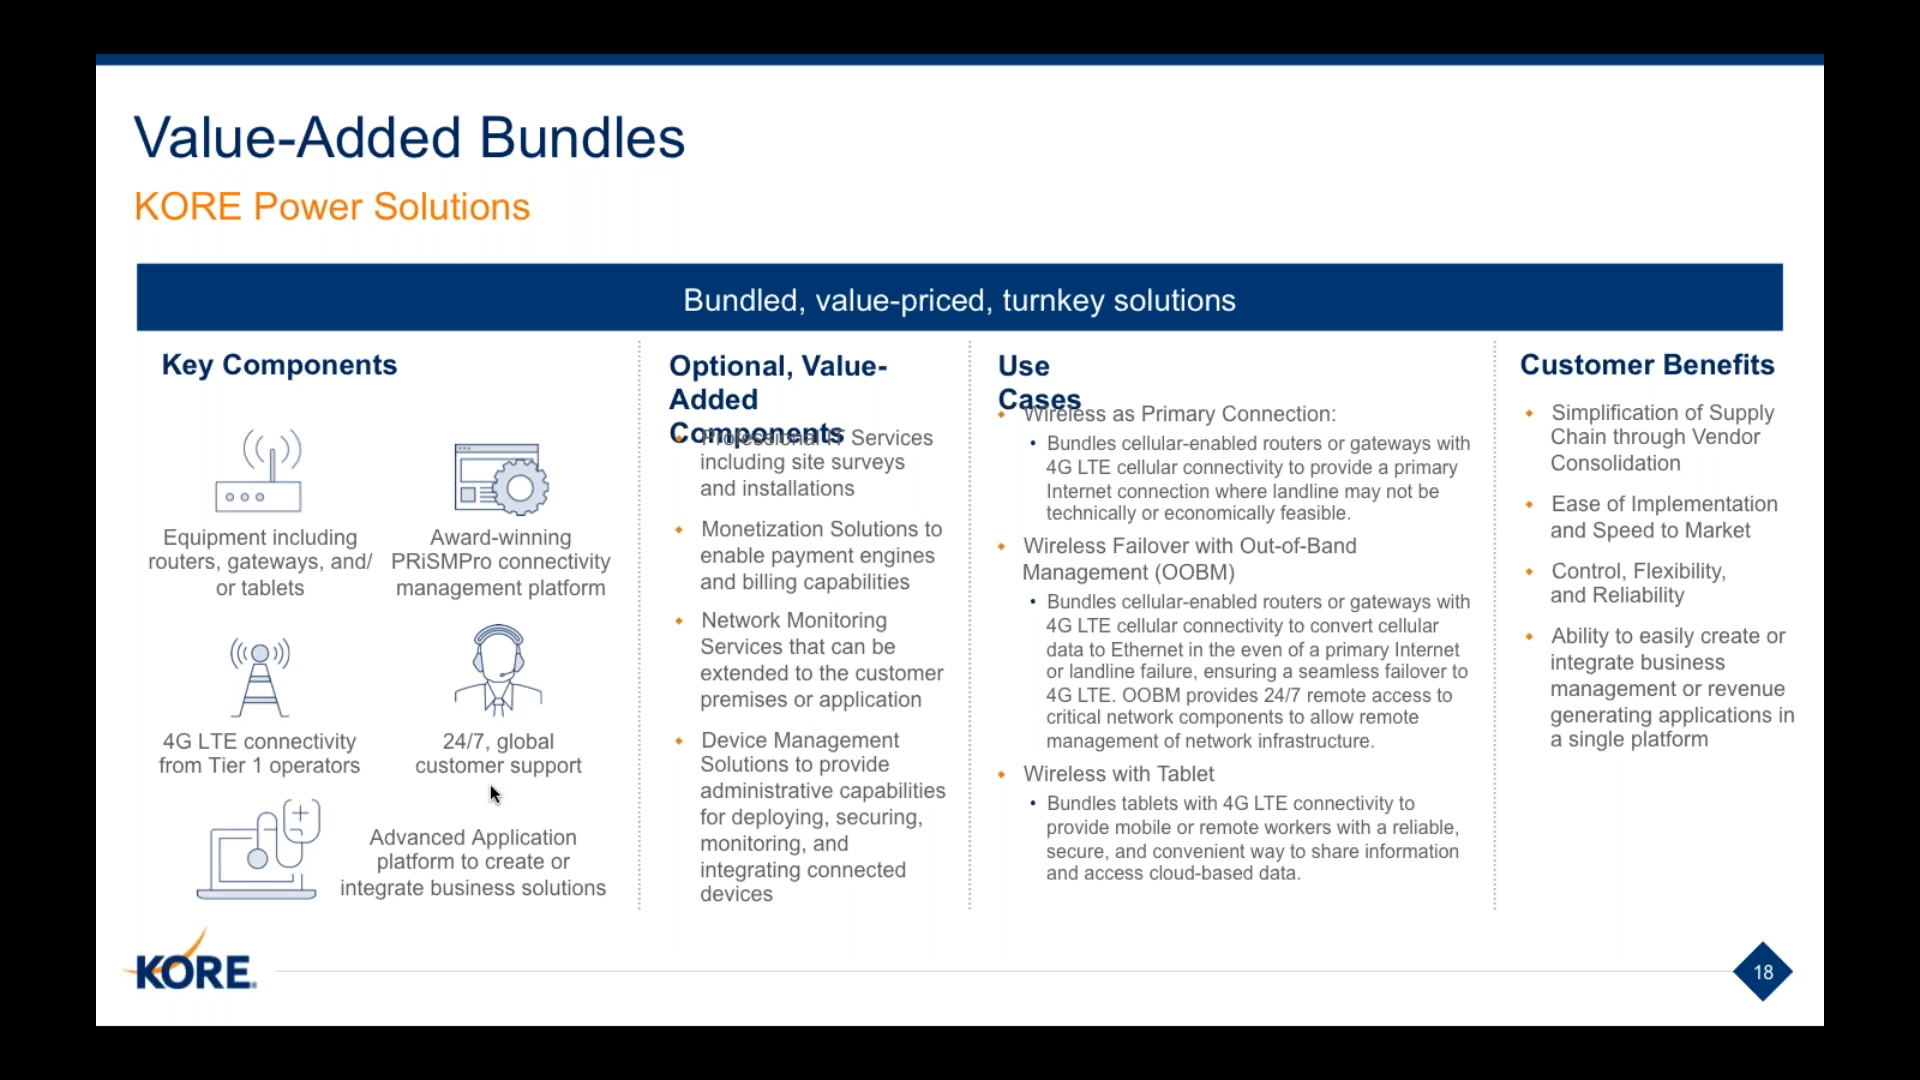 Value-Added Bundles
KORE Power Solutions
Bundled, value-priced, turnkey solutions
Key Components
Equipment including
routers, gateways, and/
or tablets
Award-winning
PRiSMPro connectivity
management platform
4G LTE connectivity
from Tier 1 operators
24/7, global
customer support
Advanced Application
platform to create or
integrate business solutions
Optional, Value-
Added
Components
Professional IT Services
including site surveys
and installations
Monetization Solutions to
enable payment engines
and billing capabilities
Network Monitoring
Services that can be
extended to the customer
premises or application
Device Management
Solutions to provide
administrative capabilities
for deploying, securing,
monitoring, and
integrating connected
devices
Use
Cases
Wireless as Primary Connection:
Bundles cellular-enabled routers or gateways with
4G LTE cellular connectivity to provide a primary
Internet connection where landline may not be
technically or economically feasible.
Wireless Failover with Out-of-Band
Management (OOBM)
Bundles cellular-enabled routers or gateways with
4G LTE cellular connectivity to convert cellular
data to Ethernet in the even of a primary Internet
or landline failure, ensuring a seamless failover to
4G LTE. OOBM provides 24/7 remote access to
critical network components to allow remote
management of network infrastructure.
Wireless with Tablet
Bundles tablets with 4G LTE connectivity to
provide mobile or remote workers with a reliable,
secure, and convenient way to share information
and access cloud-based data.
Customer Benefits
Simplification of Supply
Chain through Vendor
Consolidation
Ease of Implementation
and Speed to Market
Control, Flexibility,
and Reliability
Ability to easily create or
integrate business
management or revenue
generating applications in
a single platform
KORE
18